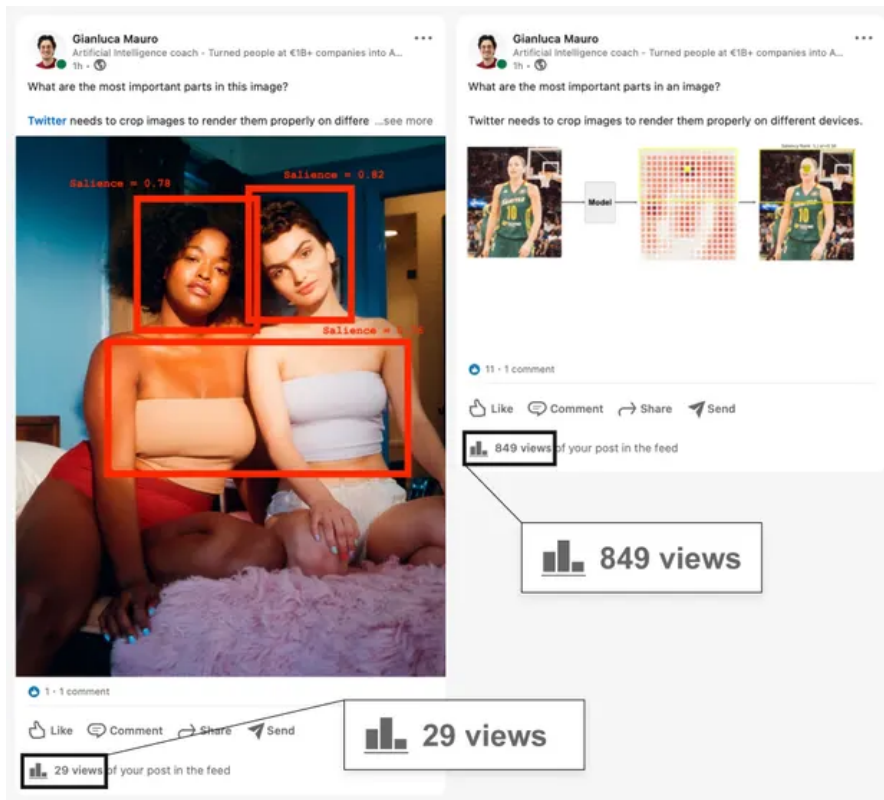 Gianluca Mauro
Artificial Intelligence coach - Turned people at €1B+ companies into A...
1h •
What are the most important parts in this image?
Twitter needs to crop images to render them properly on differe ...see more
Salience = 0.78
Salience = 0.82
Salience =
1 · 1 comment
Like Comment Share Send
29 views of your post in the feed
29 views
Gianluca Mauro
Artificial Intelligence coach - Turned people at €1B+ companies into A...
1h •
What are the most important parts in an image?
Twitter needs to crop images to render them properly on different devices.
10
Model
10
11 · 1 comment
Like Comment Share Send
849 views of your post in the feed
849 views